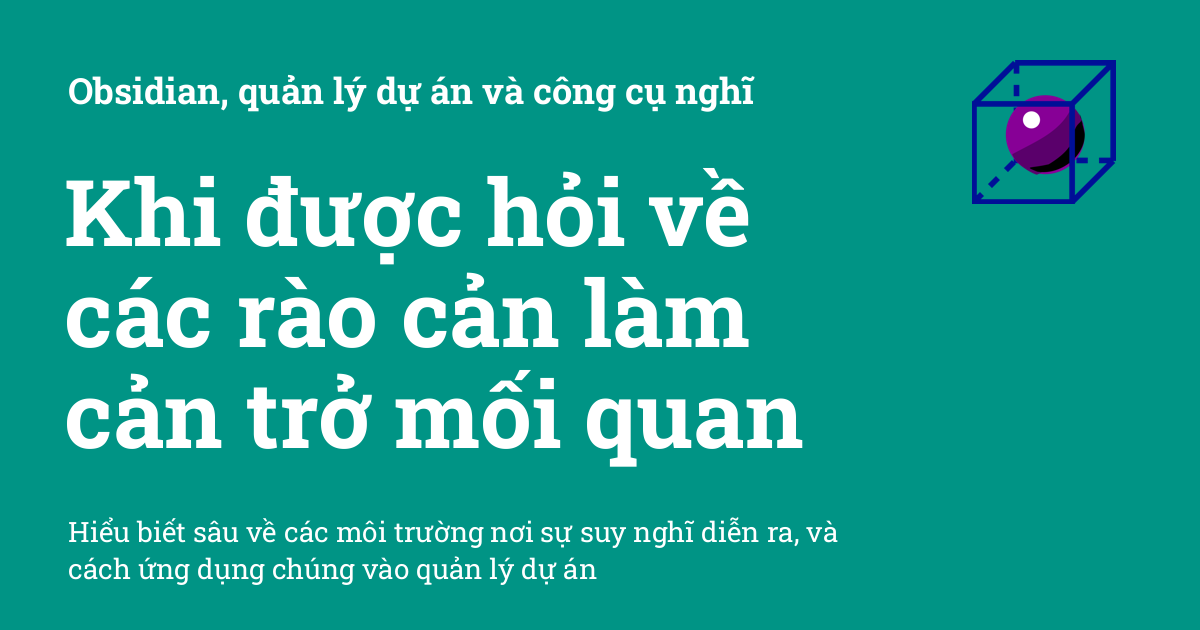 Obsidian, quản lý dự án và công cụ nghĩ
Khi được hỏi về
các rào cản làm
cản trở mối quan
Hiểu biết sâu về các môi trường nơi sự suy nghĩ diễn ra, và
cách ứng dụng chúng vào quản lý dự án